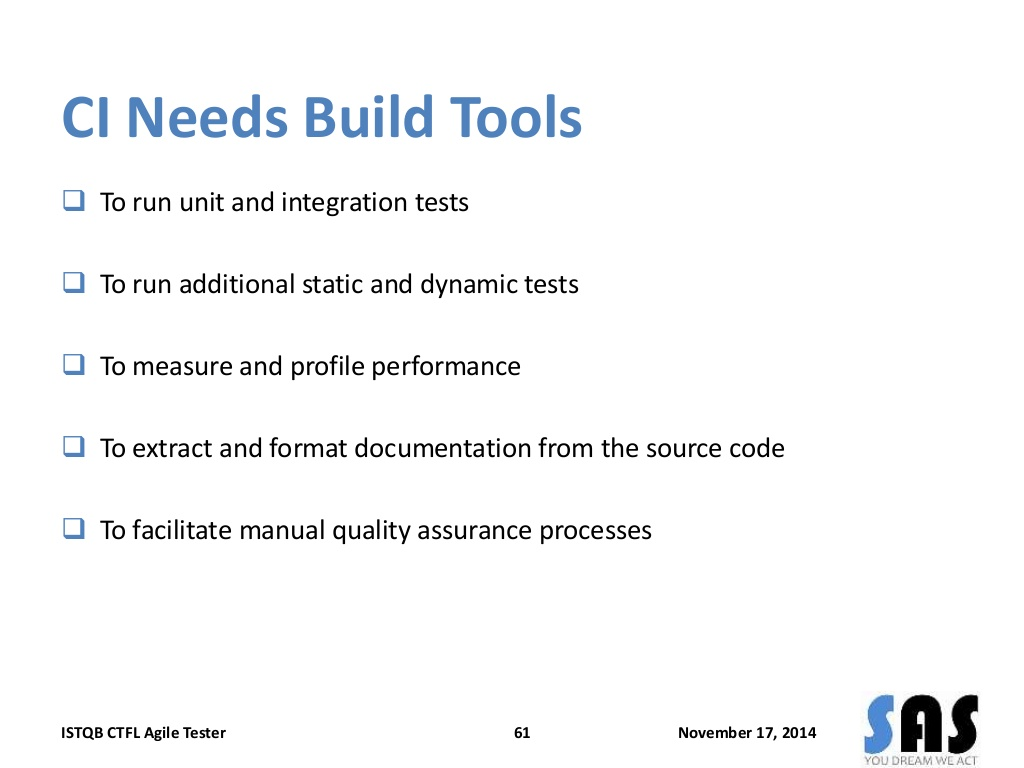 CI Needs Build Tools
To run unit and integration tests
To run additional static and dynamic tests
To measure and profile performance
To extract and format documentation from the source code
To facilitate manual quality assurance processes
ISTQB CTFL Agile Tester
61
November 17, 2014
SAS
YOU DREAM WE ACT